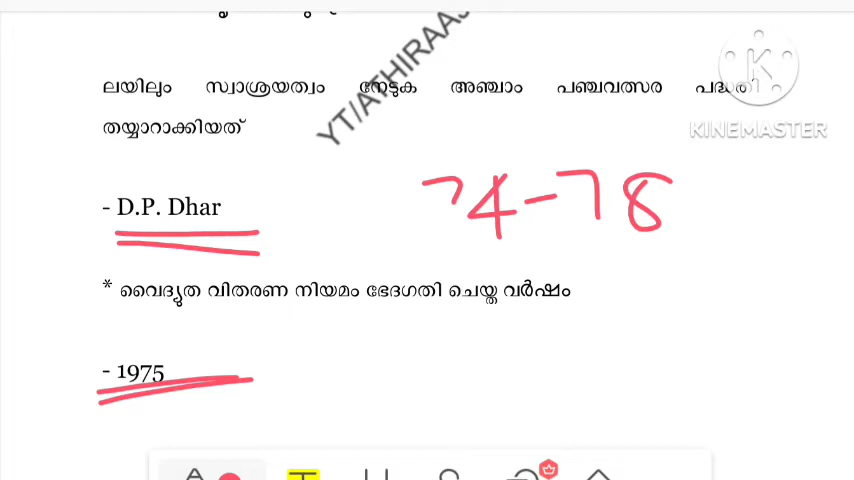 ലയിലും സ്വാശ്രയത്വം നേടുക അഞ്ചാം പഞ്ചവത്സര പദ്ധതി
തയ്യാറാക്കിയത്
YT/ATHIRAAJ
KINEMASTER
- D.P. Dhar
74-78
* വൈദ്യുത വിതരണ നിയമം ഭേദഗതി ചെയ്ത വർഷം
- 1975